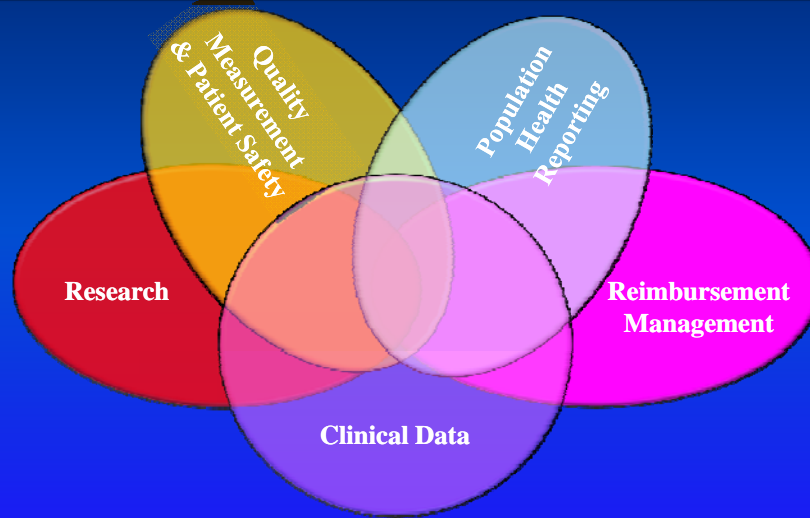 Quality
Measurement
& Patient Safety
Population
Health
Reporting
Research
Reimbursement
Management
Clinical Data